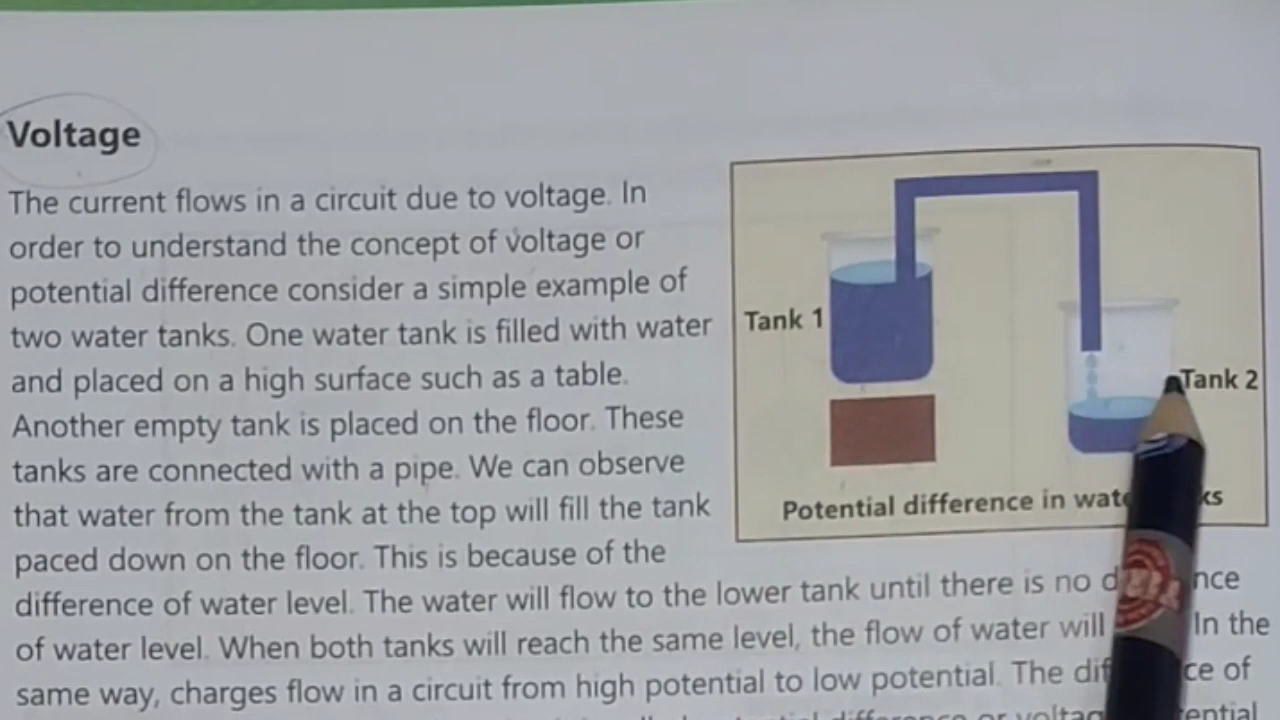 Voltage
The current flows in a circuit due to voltage. In
order to understand the concept of voltage or
potential difference consider a simple example of
two water tanks. One water tank is filled with water
and placed on a high surface such as a table.
Another empty tank is placed on the floor. These
tanks are connected with a pipe. We can observe
that water from the tank at the top will fill the tank
paced down on the floor. This is because of the
difference of water level. The water will flow to the lower tank until there is no
of water level. When both tanks will reach the same level, the flow of water will In the
same way, charges flow in a circuit from high potential to low potential. The of
or
Tank 1
Tank 2
Potential difference in